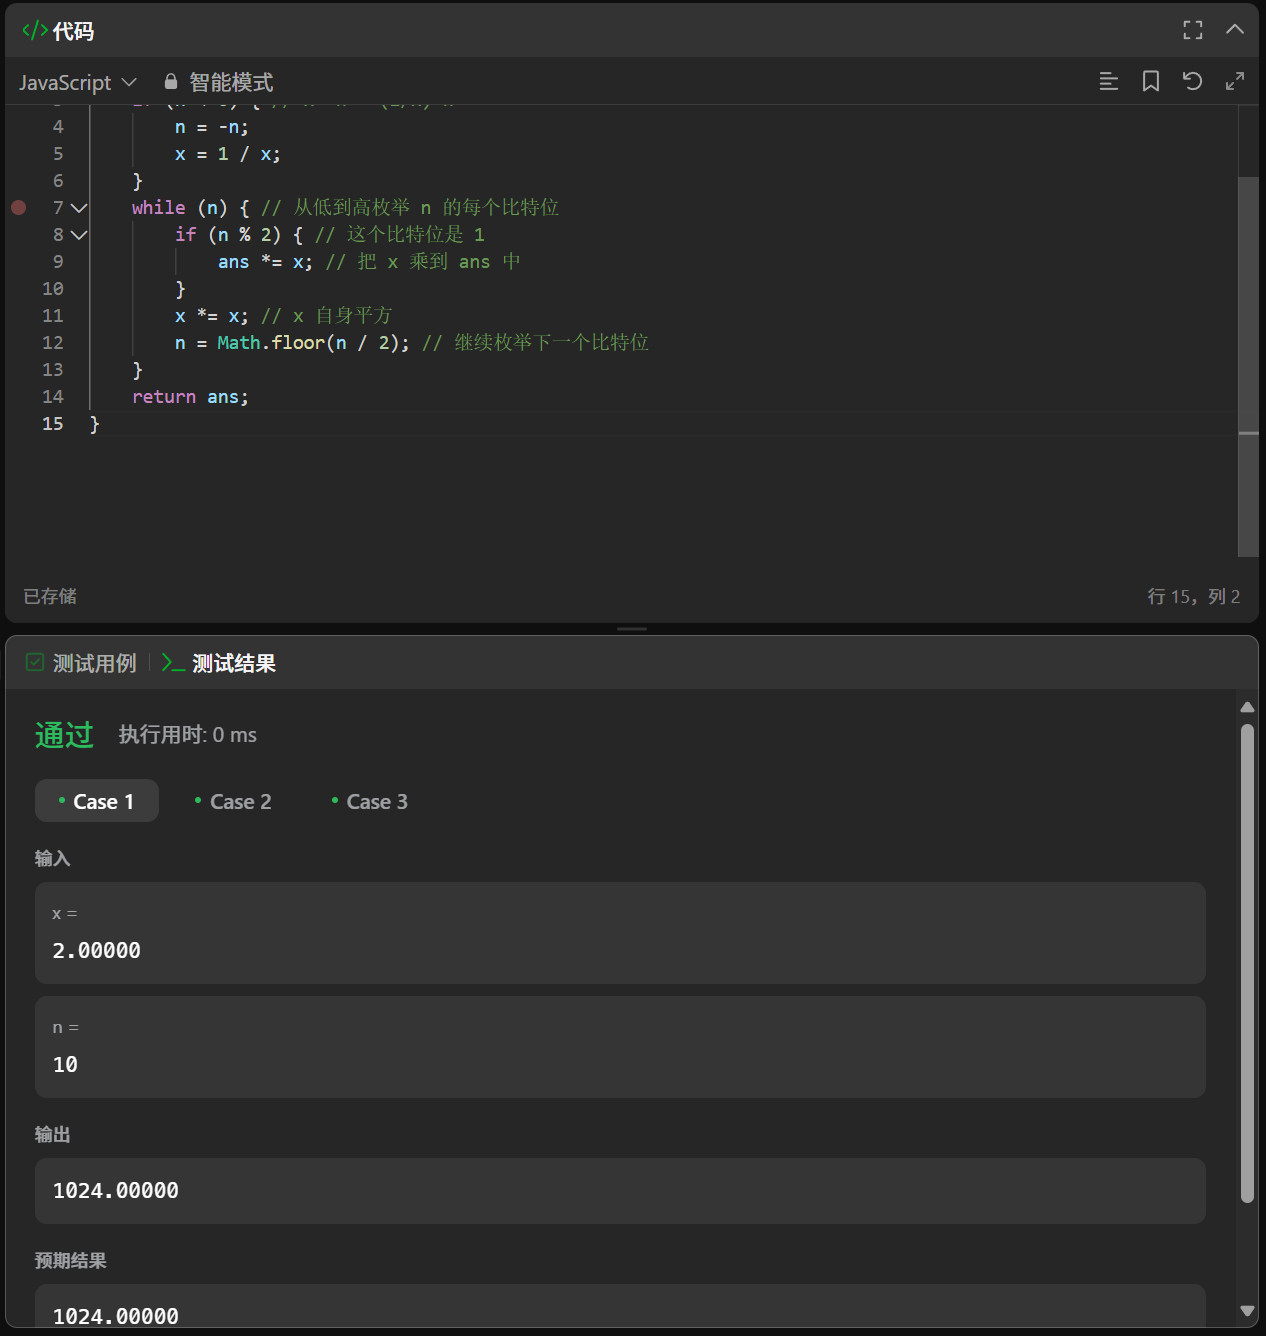 </> 代码
JavaScript 智能模式
4 n = -n;
5 x = 1 / x;
6 }
7 while (n) { // 从低到高枚举 n 的每个比特位
8 if (n % 2) { // 这个比特位是 1
9 ans *= x; // 把 x 乘到 ans 中
10 }
11 x *= x; // x 自身平方
12 n = Math.floor(n / 2); // 继续枚举下一个比特位
13 }
14 return ans;
15 }
已存储 行 15，列 2
测试用例 测试结果
通过 执行用时: 0 ms
Case 1 Case 2 Case 3
输入
x =
2.00000
n =
10
输出
1024.00000
预期结果
1024.00000